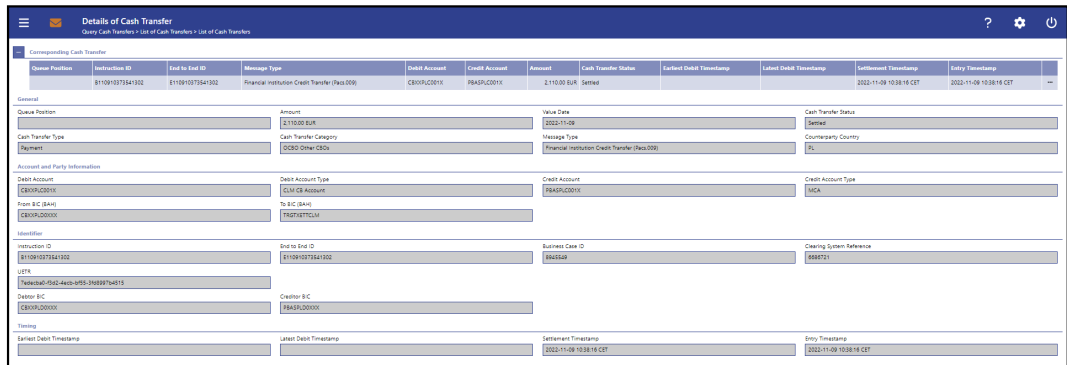 Details of Cash Transfer
Query Cash Transfers > List of Cash Transfers > List of Cash Transfers
Corresponding Cash Transfer
Queue Position Instruction ID End to End ID Message Type Debit Account Credit Account Amount Cash Transfer Status Earliest Debit Timestamp Latest Debit Timestamp Settlement Timestamp Entry Timestamp
B110910373541302 E110910373541302 Financial Institution Credit Transfer (Pacs.009) CBXXPLC001X PBASPLC001X 2,110.00 EUR Settled 2022-11-09 10:38:16 CET 2022-11-09 10:38:16 CET
General
Queue Position Amount Value Date Cash Transfer Status
2,110.00 EUR 2022-11-09 Settled
Cash Transfer Type Cash Transfer Category Message Type Counterparty Country
Payment OCBO Other CBOs Financial Institution Credit Transfer (Pacs.009) PL
Account and Party Information
Debit Account Debit Account Type Credit Account Credit Account Type
CBXXPLC001X CLM CB Account PBASPLC001X MCA
From BIC (BAH) To BIC (BAH)
CBXXPLD0XXX TRGTXETTCLM
Identifier
Instruction ID End to End ID Business Case ID Clearing System Reference
B110910373541302 E110910373541302 8945549 6686721
UETR
7edecba0-f3d2-4ecb-bf55-3fd8997b4515
Debtor BIC Creditor BIC
CBXXPLD0XXX PBASPLD0XXX
Timing
Earliest Debit Timestamp Latest Debit Timestamp Settlement Timestamp Entry Timestamp
2022-11-09 10:38:16 CET 2022-11-09 10:38:16 CET